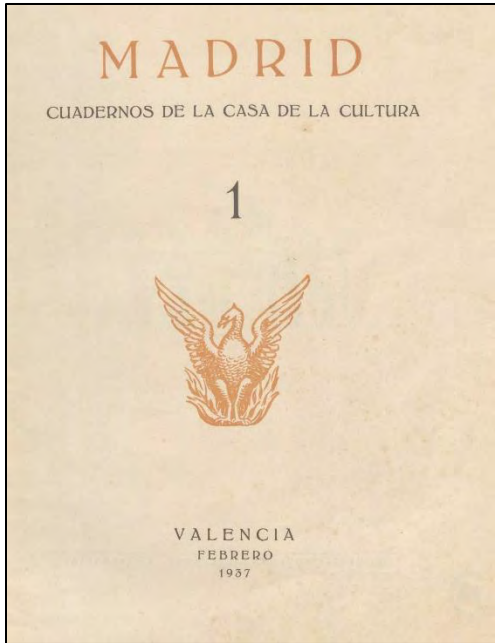 MADRID
CUADERNOS DE LA CASA DE LA CULTURA
1
VALENCIA
FEBRERO
1937